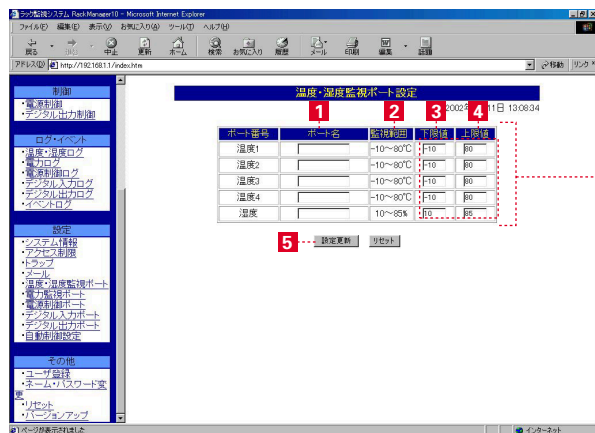 ラック監視システム RackManager10 - Microsoft Internet Explorer
ファイル(F) 編集(E) 表示(V) お気に入り(A) ツール(T) ヘルプ(H)
戻る 中止 更新 ホーム 検索 お気に入り 履歴 メール 印刷 編集 話題
アドレス(D) http://192.168.1.1/index.htm 移動 リンク
制御
・電源制御
・デジタル出力制御
ログ・イベント
・温度・湿度ログ
・電力ログ
・電源制御ログ
・デジタル入力ログ
・デジタル出力ログ
・イベントログ
設定
・システム情報
・アクセス制限
・トラップ
・メール
・温度・湿度監視ポート
・電力監視ポート
・電源制御ポート
・デジタル入力ポート
・デジタル出力ポート
・自動制御設定
その他
・ユーザ登録
・ネーム・パスワード変
更
・リセット
・バージョンアップ
温度・湿度監視ポート設定
2002年 11日 13:08:34
1 2 3 4
ポート番号 ポート名 監視範囲 下限値 上限値
温度1 -10～80℃ -10 80
温度2 -10～80℃ -10 80
温度3 -10～80℃ -10 80
温度4 -10～80℃ -10 80
湿度 10～85% 10 85
5 設定更新 リセット
ページが表示されました インターネット